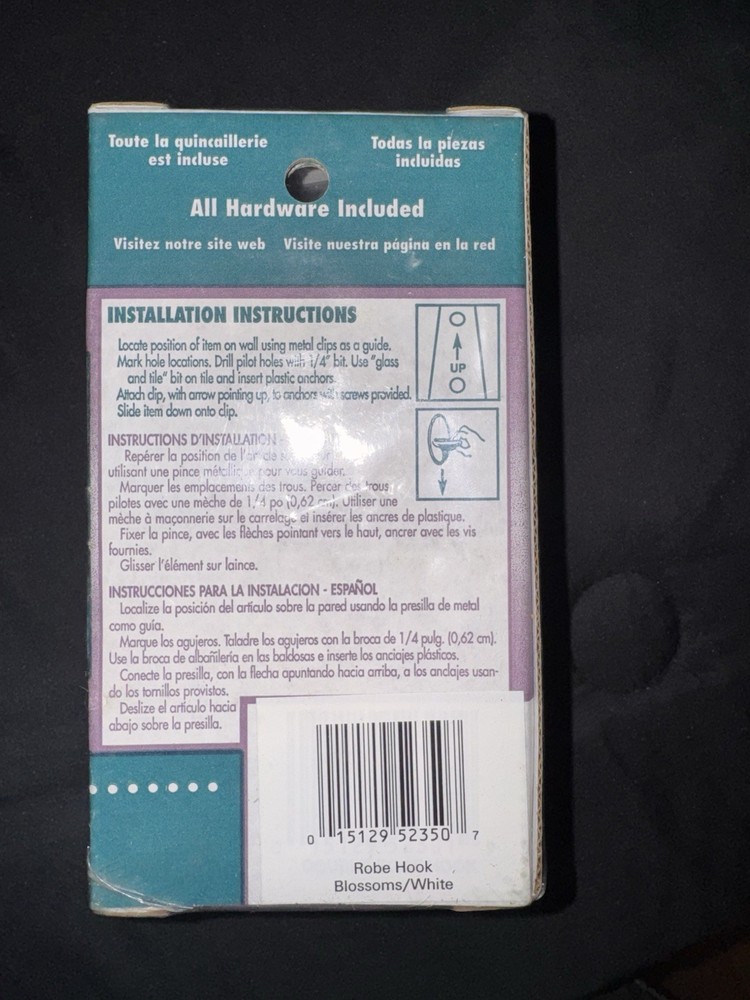 Toute la quincaillerie
est incluse
Todas la piezas
incluidas
All Hardware Included
Visitez notre site web Visite nuestra página en la red
INSTALLATION INSTRUCTIONS
Locate position of item on wall using metal clips as a guide.
Mark hole locations. Drill pilot holes with 1/4" bit. Use "glass
and tile" bit on tile and insert plastic anchors.
Attach clip, with arrow pointing up, to anchors with screws provided.
Slide item down onto clip.
UP
INSTRUCTIONS D'INSTALLATION -
Repérer la position de l'article
utilisant une pince métallique pour vous guider.
Marquer les emplacements des trous. Percer des trous
pilotes avec une mèche de 1/4 po (0,62 cm). Utiliser une
mèche à maçonnerie sur le carrelage et insérer les ancres de plastique.
Fixer la pince, avec les flèches pointant vers le haut, ancrer avec les vis
fournies.
Glisser l'élément sur laince.
INSTRUCCIONES PARA LA INSTALACION - ESPAÑOL
Localize la posición del artículo sobre la pared usando la presilla de metal
como guía.
Marque los agujeros. Taladre los agujeros con la broca de 1/4 pulg. (0,62 cm).
Use la broca de albañilería en las baldosas e inserte los anciajes plásticos.
Conecte la presilla, con la flecha apuntando hacia arriba, a los anclajes usan-
do los tornillos provistos.
Deslize el artículo hacia
abajo sobre la presilla.
0 15129 52350 7
Robe Hook
Blossoms/White